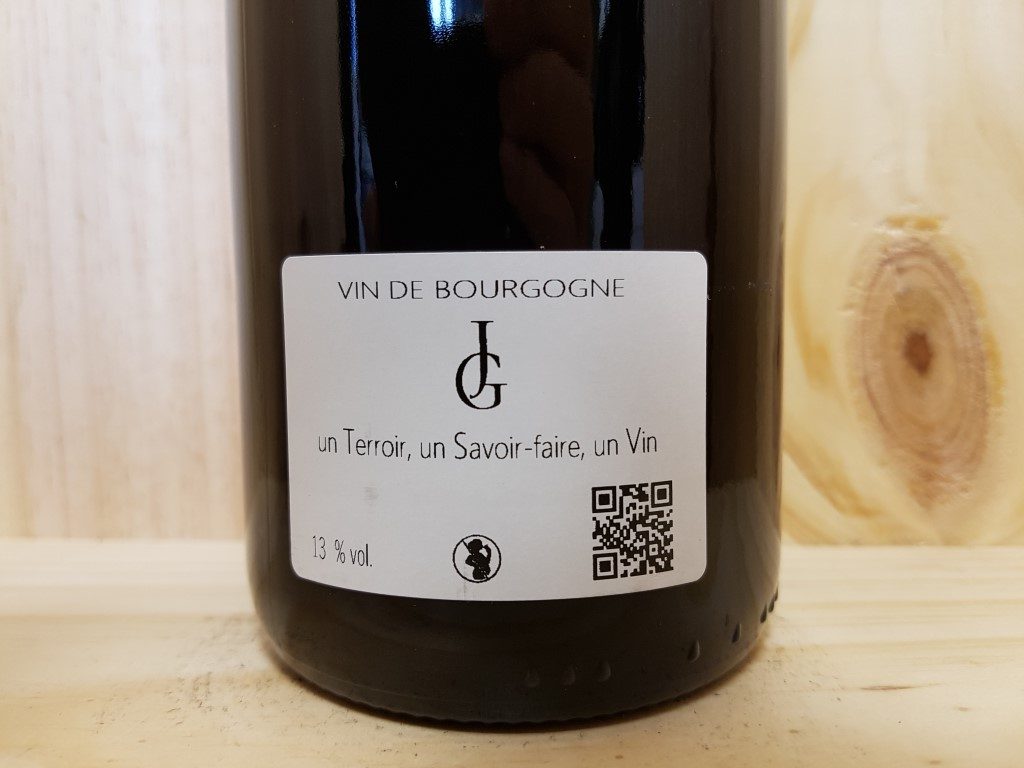 VIN DE BOURGOGNE
JG
un Terroir, un Savoir-faire, un Vin
13 % vol.